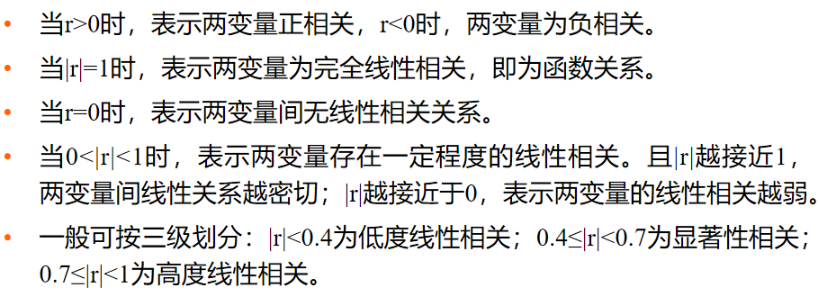 • 当r>0时，表示两变量正相关，r<0时，两变量为负相关。
• 当|r|=1时，表示两变量为完全线性相关，即为函数关系。
• 当r=0时，表示两变量间无线性相关关系。
• 当0<|r|<1时，表示两变量存在一定程度的线性相关。且|r|越接近1，
两变量间线性关系越密切；|r|越接近于0，表示两变量的线性相关越弱。
• 一般可按三级划分：|r|<0.4为低度线性相关；0.4≤|r|<0.7为显著性相关；
0.7≤|r|<1为高度线性相关。